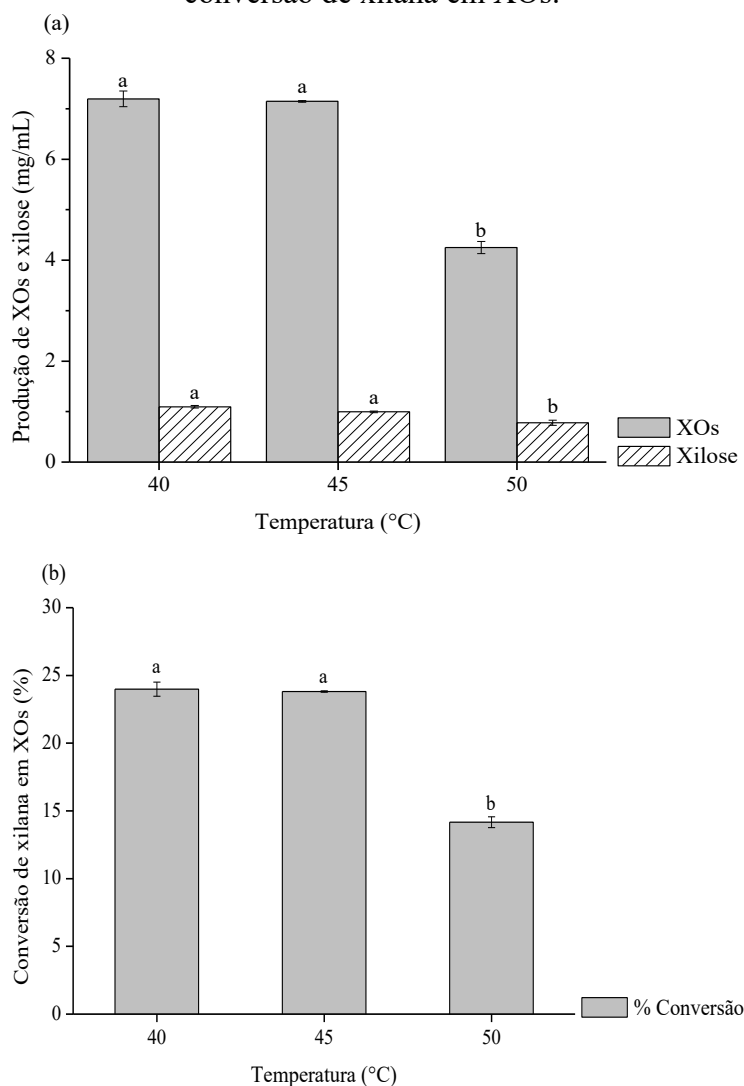 conversão de xilana em XOs.
(a)
8
6
4
2
0
Produção de XOs e xilose (mg/mL)
a
a
a
a
b
b
40
45
50
Temperatura (°C)
XOs
Xilose
(b)
30
25
20
15
10
5
0
Conversão de xilana em XOs (%)
a
a
b
40
45
50
Temperatura (°C)
% Conversão